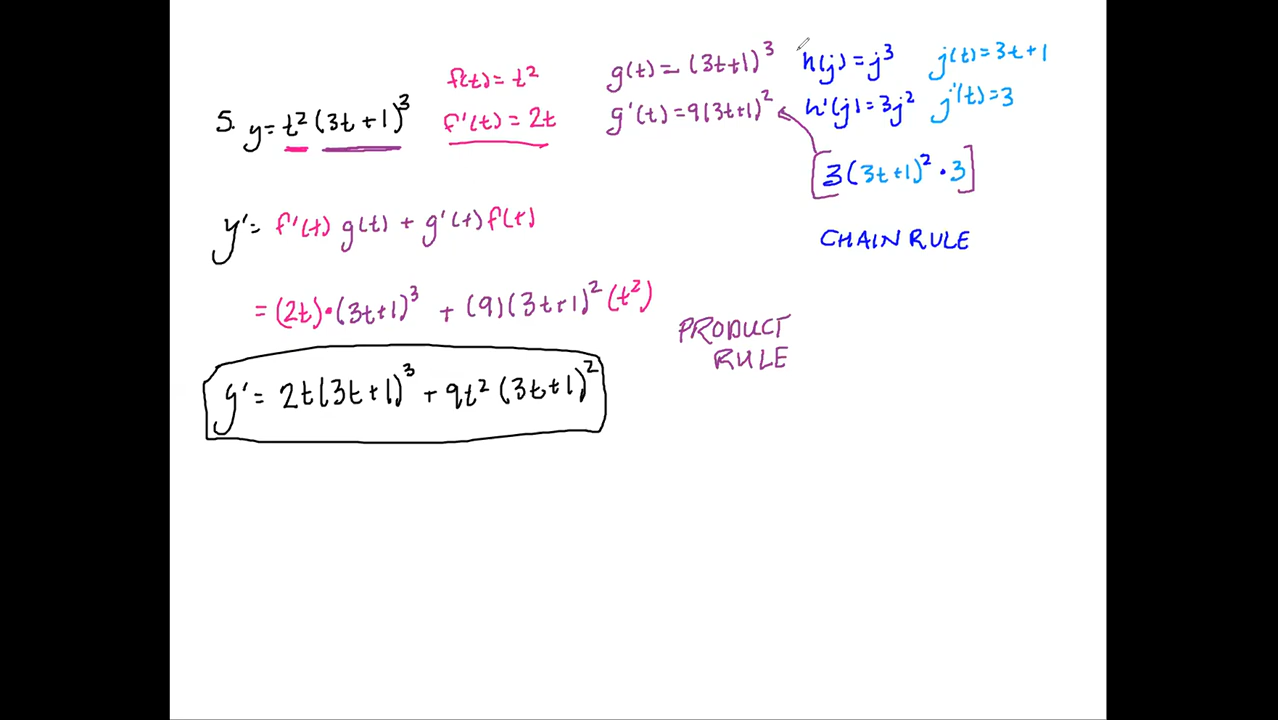 5. y = t² (3t + 1)³
f(t) = t²
f'(t) = 2t
g(t) = (3t+1)³
g'(t) = 9(3t+1)²
h(j) = j³
h'(j) = 3j²
j(t) = 3t+1
j'(t) = 3
[3(3t+1)² · 3]
CHAIN RULE
y' = f'(t) g(t) + g'(t) f(t)
= (2t) · (3t+1)³ + (9)(3t+1)² (t²)
PRODUCT
RULE
y' = 2t(3t+1)³ + 9t² (3t+1)²